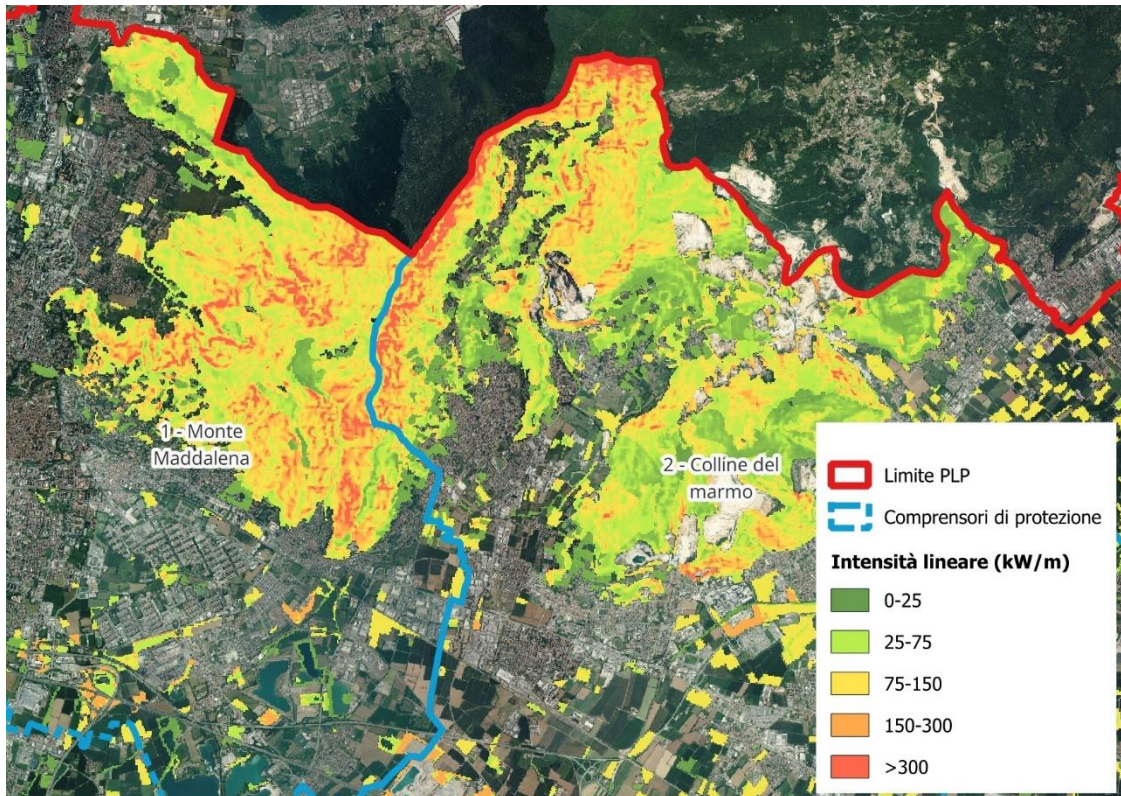 1 - Monte
Maddalena
2 - Colline del
marmo
Limite PLP
Comprensori di protezione
Intensità lineare (kW/m)
0-25
25-75
75-150
150-300
>300